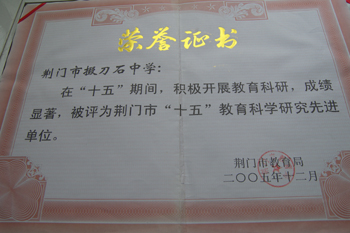 荣誉证书
荆门市掇刀石中学：
在“十五”期间，积极开展教育科研，成绩
显著，被评为荆门市“十五”教育科学研究先进
单位。
荆门市教育局
二〇〇五年十二月